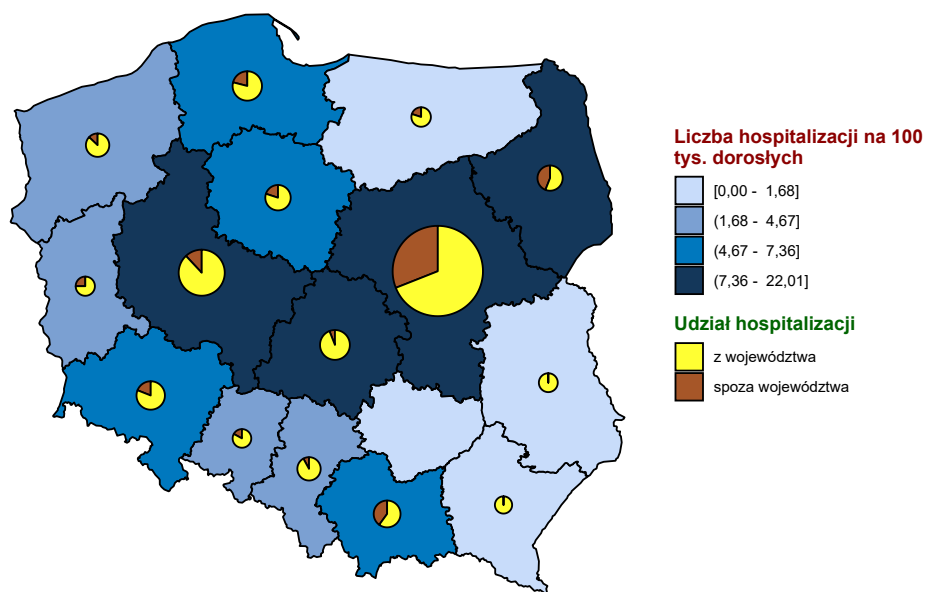 Liczba hospitalizacji na 100
tys. dorosłych
[0,00 - 1,68]
(1,68 - 4,67]
(4,67 - 7,36]
(7,36 - 22,01]
Udział hospitalizacji
z województwa
spoza województwa